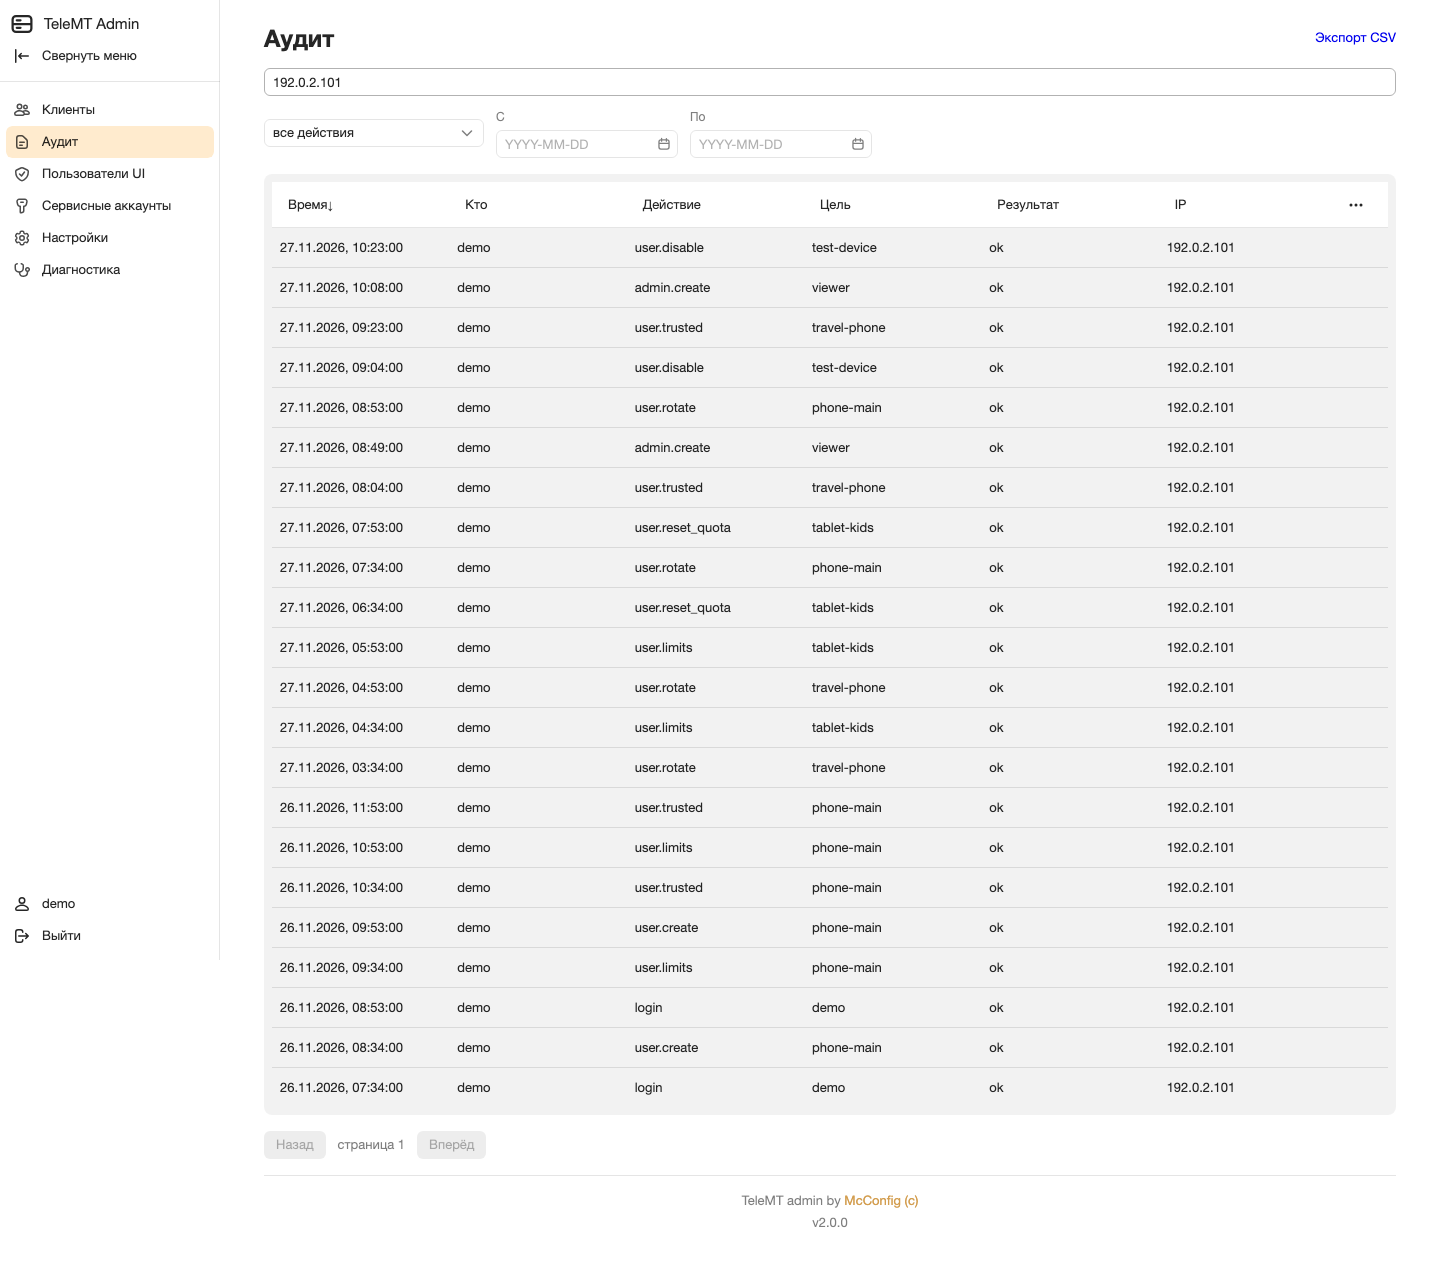 TeleMT Admin
Свернуть меню
Клиенты
Аудит
Пользователи UI
Сервисные аккаунты
Настройки
Диагностика
demo
Выйти
Аудит
Экспорт CSV
192.0.2.101
все действия
С
YYYY-MM-DD
По
YYYY-MM-DD
Время↓ Кто Действие Цель Результат IP
27.11.2026, 10:23:00 demo user.disable test-device ok 192.0.2.101
27.11.2026, 10:08:00 demo admin.create viewer ok 192.0.2.101
27.11.2026, 09:23:00 demo user.trusted travel-phone ok 192.0.2.101
27.11.2026, 09:04:00 demo user.disable test-device ok 192.0.2.101
27.11.2026, 08:53:00 demo user.rotate phone-main ok 192.0.2.101
27.11.2026, 08:49:00 demo admin.create viewer ok 192.0.2.101
27.11.2026, 08:04:00 demo user.trusted travel-phone ok 192.0.2.101
27.11.2026, 07:53:00 demo user.reset_quota tablet-kids ok 192.0.2.101
27.11.2026, 07:34:00 demo user.rotate phone-main ok 192.0.2.101
27.11.2026, 06:34:00 demo user.reset_quota tablet-kids ok 192.0.2.101
27.11.2026, 05:53:00 demo user.limits tablet-kids ok 192.0.2.101
27.11.2026, 04:53:00 demo user.rotate travel-phone ok 192.0.2.101
27.11.2026, 04:34:00 demo user.limits tablet-kids ok 192.0.2.101
27.11.2026, 03:34:00 demo user.rotate travel-phone ok 192.0.2.101
26.11.2026, 11:53:00 demo user.trusted phone-main ok 192.0.2.101
26.11.2026, 10:53:00 demo user.limits phone-main ok 192.0.2.101
26.11.2026, 10:34:00 demo user.trusted phone-main ok 192.0.2.101
26.11.2026, 09:53:00 demo user.create phone-main ok 192.0.2.101
26.11.2026, 09:34:00 demo user.limits phone-main ok 192.0.2.101
26.11.2026, 08:53:00 demo login demo ok 192.0.2.101
26.11.2026, 08:34:00 demo user.create phone-main ok 192.0.2.101
26.11.2026, 07:34:00 demo login demo ok 192.0.2.101
Назад страница 1 Вперёд
TeleMT admin by McConfig (c)
v2.0.0